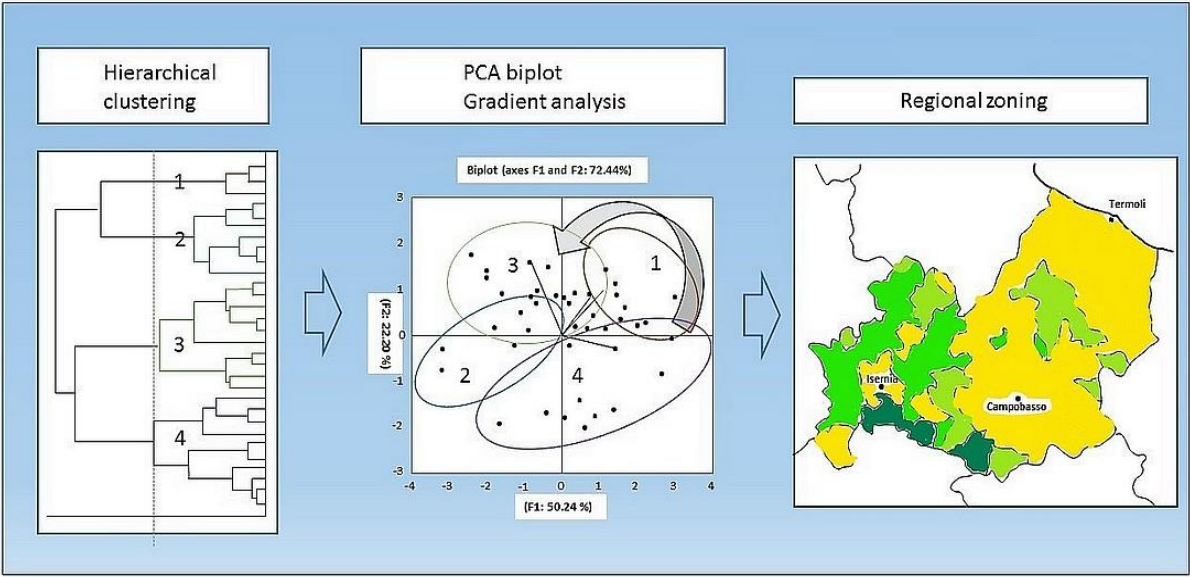 Hierarchical
clustering
PCA biplot
Gradient analysis
Regional zoning
1
2
3
4
Biplot (axes F1 and F2: 72.44%)
(F2: 22.20 %)
3
2
1
0
-1
-2
-3
-4
-3
-2
-1
0
1
2
3
4
(F1: 50.24 %)
3
1
2
4
Termoli
Isernia
Campobasso